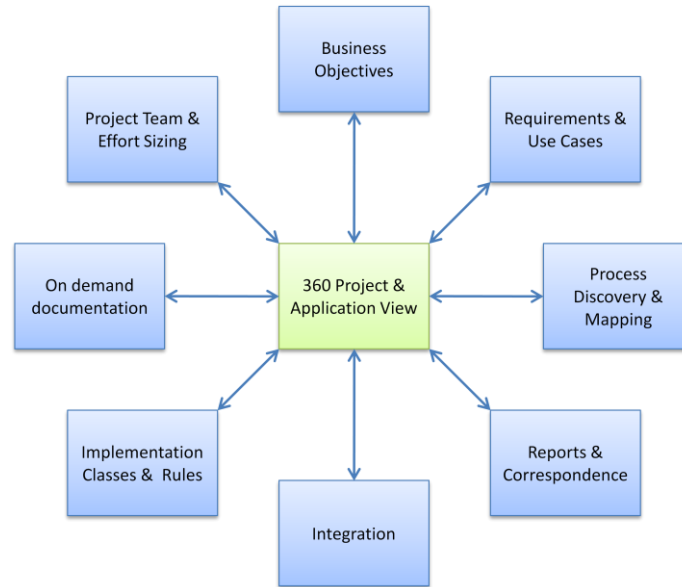 Business
Objectives
Project Team &
Effort Sizing
Requirements &
Use Cases
On demand
documentation
360 Project &
Application View
Process
Discovery &
Mapping
Implementation
Classes &  Rules
Reports &
Correspondence
Integration